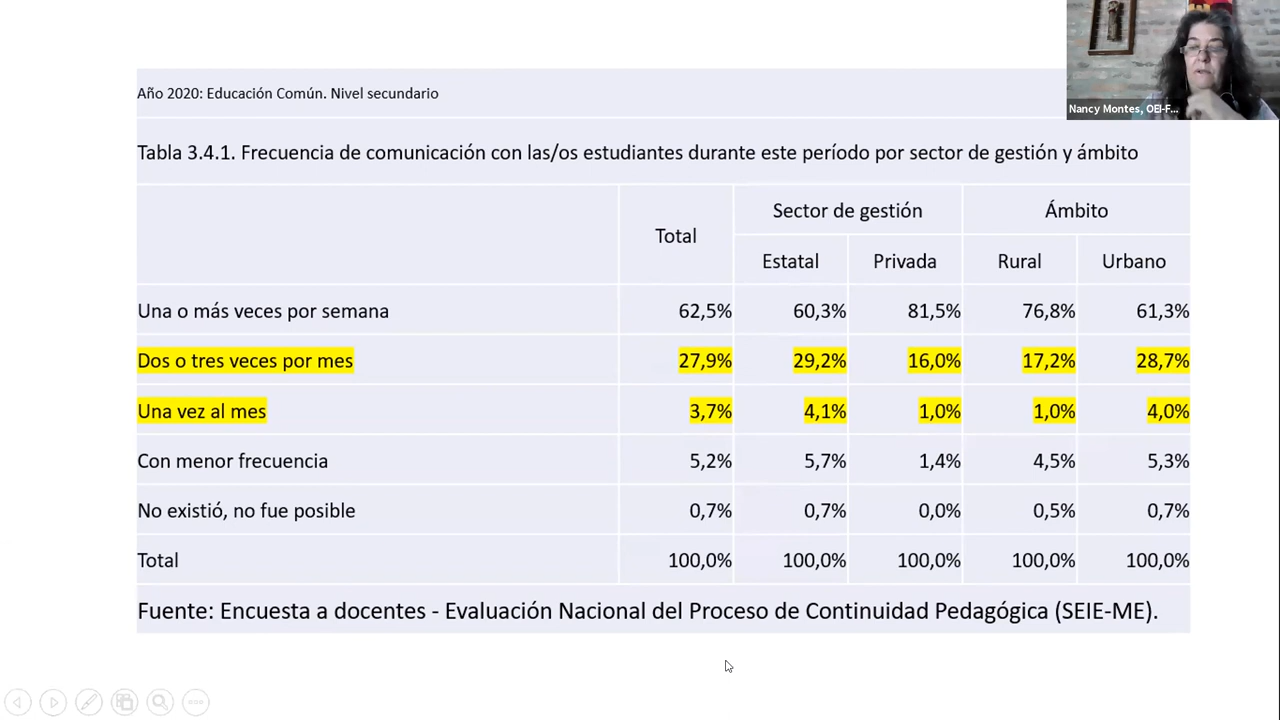 Nancy Montes, OEI-F...
Año 2020: Educación Común. Nivel secundario
Tabla 3.4.1. Frecuencia de comunicación con las/os estudiantes durante este período por sector de gestión y ámbito
Total Sector de gestión Ámbito
Estatal Privada Rural Urbano
Una o más veces por semana 62,5% 60,3% 81,5% 76,8% 61,3%
Dos o tres veces por mes 27,9% 29,2% 16,0% 17,2% 28,7%
Una vez al mes 3,7% 4,1% 1,0% 1,0% 4,0%
Con menor frecuencia 5,2% 5,7% 1,4% 4,5% 5,3%
No existió, no fue posible 0,7% 0,7% 0,0% 0,5% 0,7%
Total 100,0% 100,0% 100,0% 100,0% 100,0%
Fuente: Encuesta a docentes - Evaluación Nacional del Proceso de Continuidad Pedagógica (SEIE-ME).